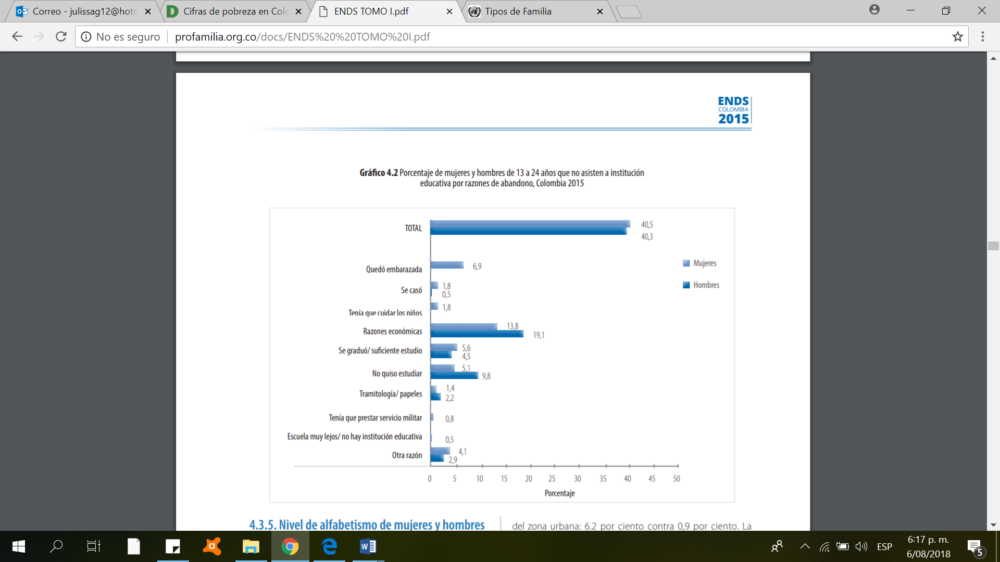 Correo - julissag12@hotm
Cifras de pobreza en Colo
ENDS TOMO I.pdf
Tipos de Familia
No es seguro
profamilia.org.co/docs/ENDS%20%20TOMO%20I.pdf
ENDS
COLOMBIA
2015
Gráfico 4.2 Porcentaje de mujeres y hombres de 13 a 24 años que no asisten a institución
educativa por razones de abandono, Colombia 2015
TOTAL
40,5
40,3
Quedó embarazada
6,9
Mujeres
Hombres
Se casó
1,8
0,5
Tenía que cuidar los niños
1,8
Razones económicas
13,8
19,1
Se graduó/ suficiente estudio
5,6
4,5
No quiso estudiar
5,1
9,8
Tramitología/ papeles
1,4
2,2
Tenía que prestar servicio militar
0,8
Escuela muy lejos/ no hay institución educativa
0,5
Otra razón
4,1
2,9
0 5 10 15 20 25 30 35 40 45 50
Porcentaje
4.3.5. Nivel de alfabetismo de mujeres y hombres
del zona urbana: 6.2 por ciento contra 0,9 por ciento. La
ESP
6:17 p. m.
6/08/2018
5